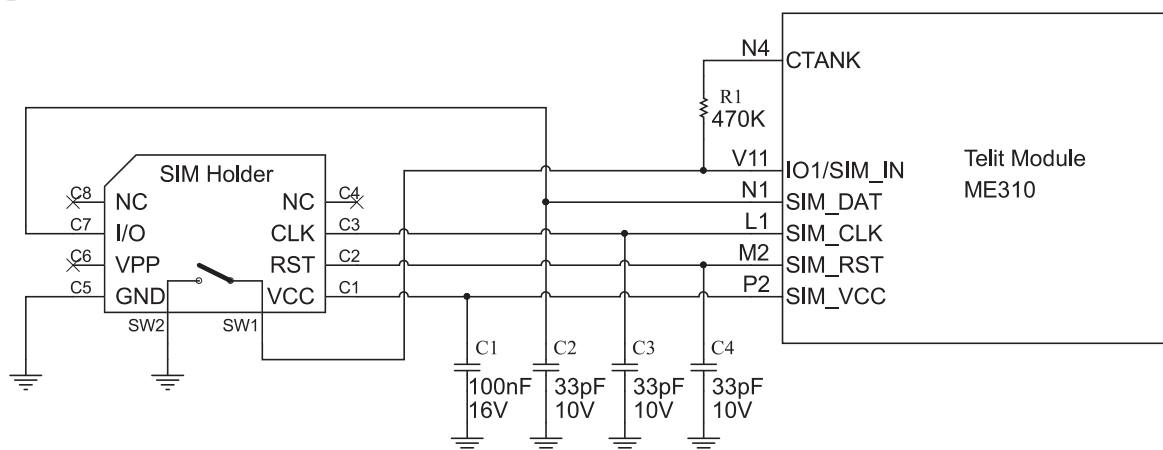 N4
CTANK
R1
470K
V11
IO1/SIM_IN
Telit Module
ME310
SIM Holder
N1
SIM_DAT
C8
NC
NC
C4
C7
I/O
CLK
C3
L1
SIM_CLK
C6
VPP
RST
C2
M2
SIM_RST
C5
GND
VCC
C1
P2
SIM_VCC
SW2
SW1
C1
100nF
16V
C2
33pF
10V
C3
33pF
10V
C4
33pF
10V